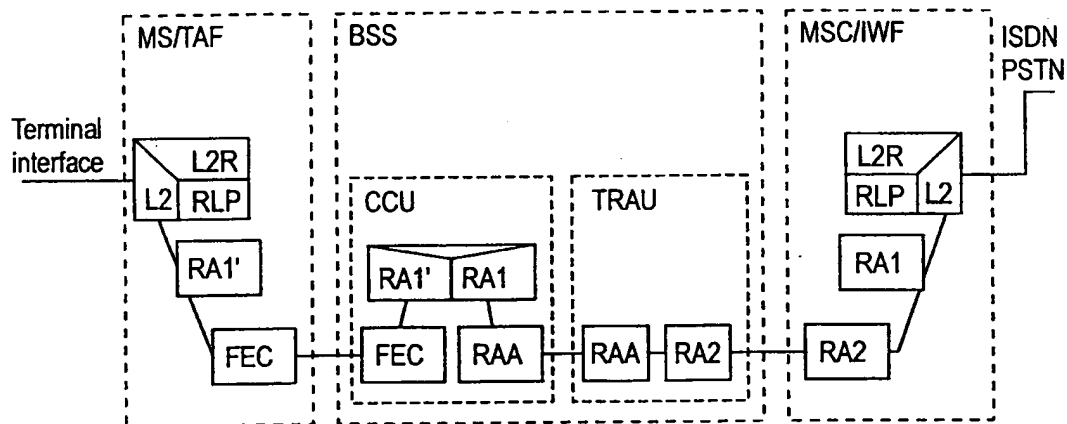 MS/TAF
BSS
MSC/IWF
ISDN
PSTN
Terminal
interface
L2R
L2
RLP
RA1'
FEC
CCU
RA1'
RA1
FEC
RAA
TRAU
RAA
RA2
L2R
RLP
L2
RA1
RA2